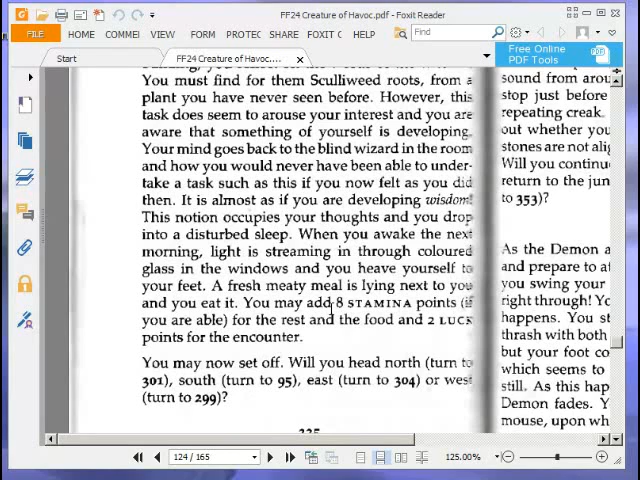 FF24 Creature of Havoc.pdf - Foxit Reader
FILE HOME COMMEN VIEW FORM PROTEC SHARE FOXIT C HELP
Find
Start
FF24 Creature of Havoc....
Free Online
PDF Tools
You must find for them Sculliweed roots, from a
plant you have never seen before. However, this
task does seem to arouse your interest and you are
aware that something of yourself is developing.
Your mind goes back to the blind wizard in the room
and how you would never have been able to under-
take a task such as this if you now felt as you did
then. It is almost as if you are developing wisdom!
This notion occupies your thoughts and you drop
into a disturbed sleep. When you awake the next
morning, light is streaming in through coloured
glass in the windows and you heave yourself to
your feet. A fresh meaty meal is lying next to you
and you eat it. You may add 8 STAMINA points (if
you are able) for the rest and the food and 2 LUCK
points for the encounter.
You may now set off. Will you head north (turn to
301), south (turn to 95), east (turn to 304) or west
(turn to 299)?
sound from arou
stop just before
repeating creak.
out whether you
stones are not alig
Will you continue
return to the jun
to 353)?
As the Demon a
and prepare to at
you swing your
right through! Yo
happens. You st
thrash with both
but your foot co
which seems to
still. As this hap
Demon fades. Y
mouse, upon wh
124 / 165
125.00%